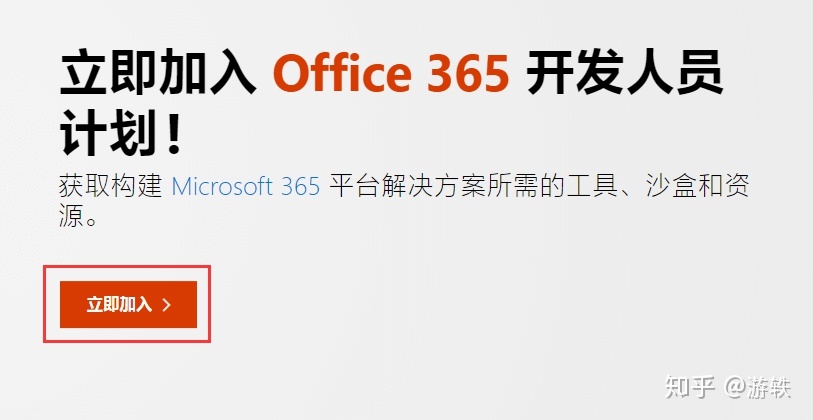 立即加入 Office 365 开发人员
计划！
获取构建 Microsoft 365 平台解决方案所需的工具、沙盒和资
源。
立即加入 >
知乎 @游轶